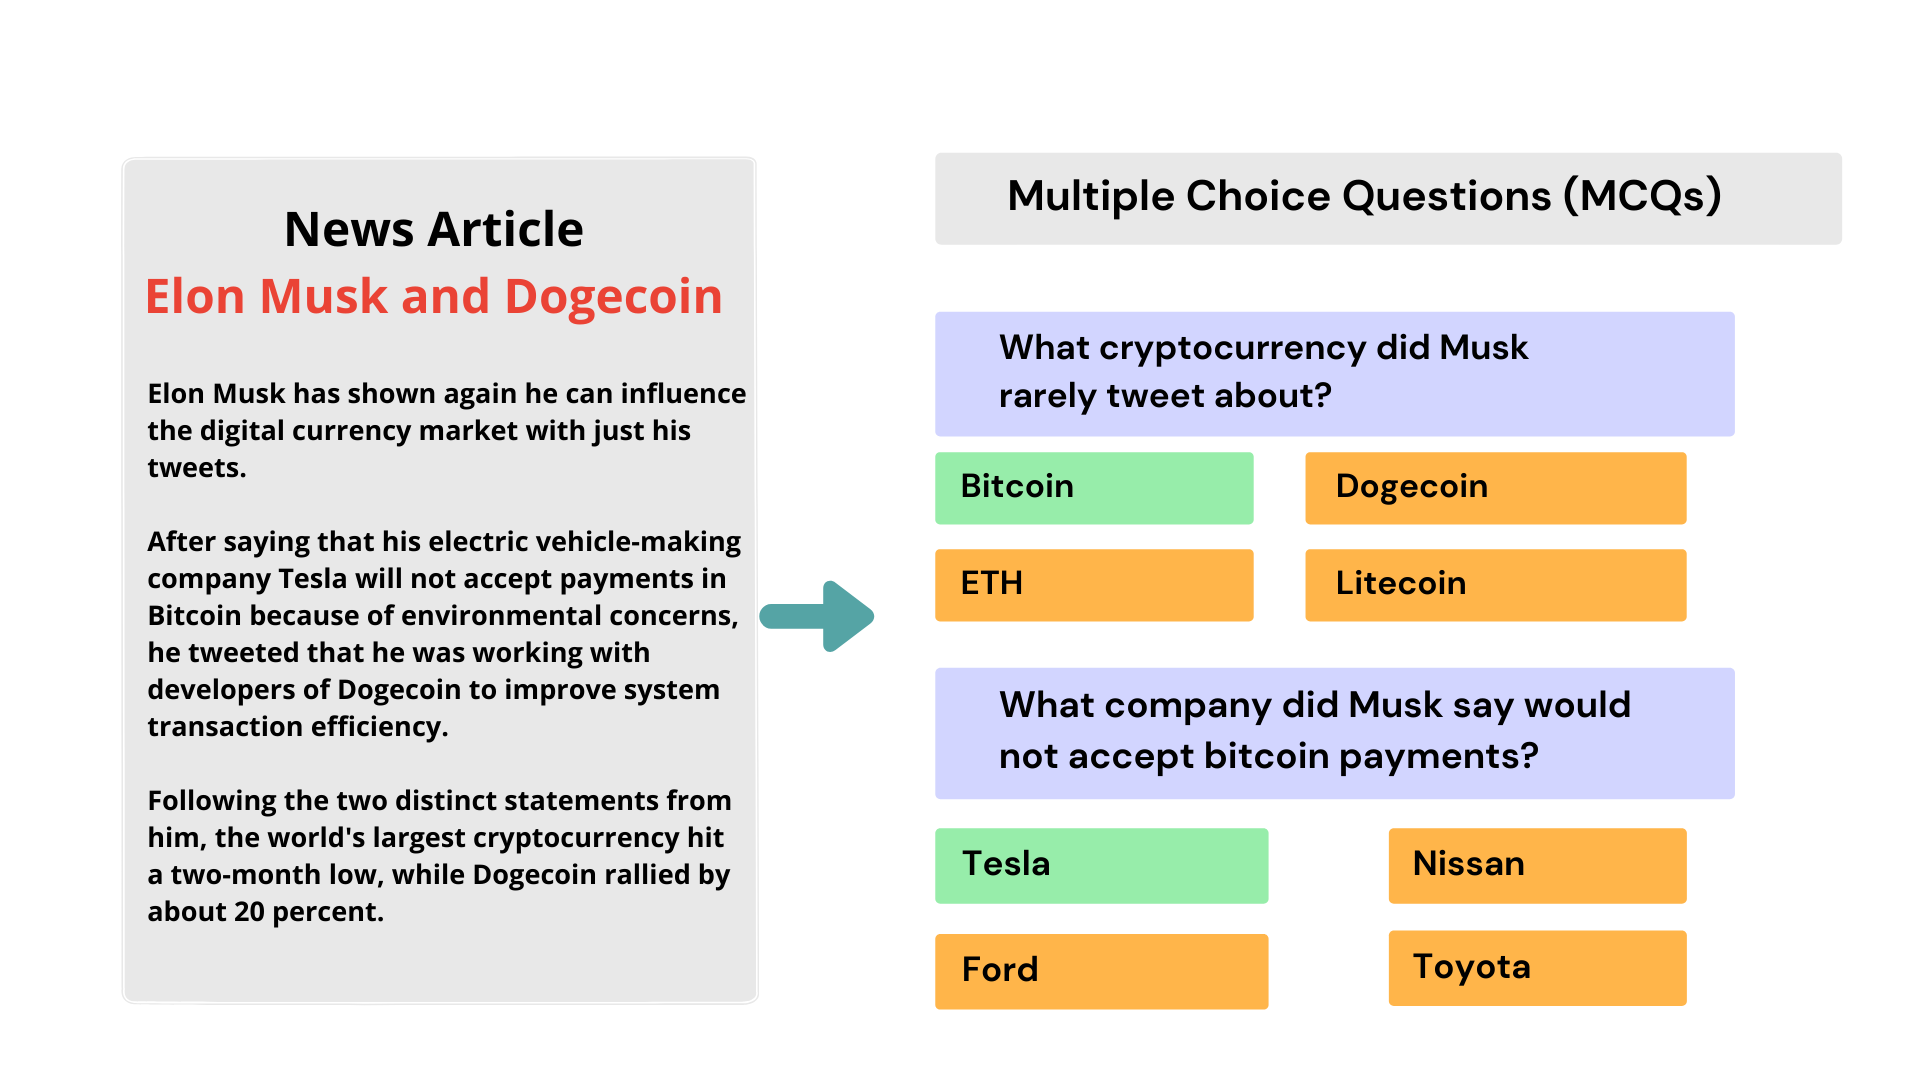 News Article
Elon Musk and Dogecoin
Elon Musk has shown again he can influence
the digital currency market with just his
tweets.
After saying that his electric vehicle-making
company Tesla will not accept payments in
Bitcoin because of environmental concerns,
he tweeted that he was working with
developers of Dogecoin to improve system
transaction efficiency.
Following the two distinct statements from
him, the world's largest cryptocurrency hit
a two-month low, while Dogecoin rallied by
about 20 percent.
Multiple Choice Questions (MCQs)
What cryptocurrency did Musk
rarely tweet about?
Bitcoin
Dogecoin
ETH
Litecoin
What company did Musk say would
not accept bitcoin payments?
Tesla
Nissan
Ford
Toyota